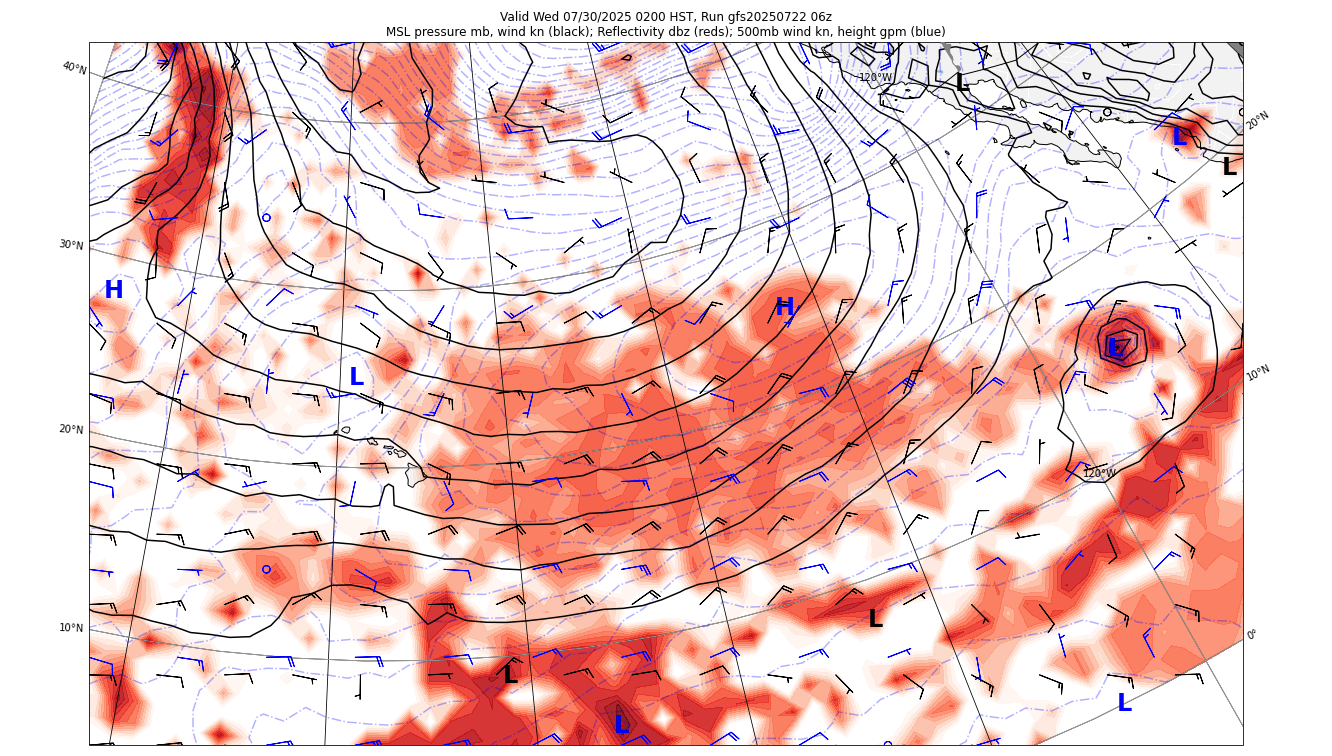 Valid Wed 07/30/2025 0200 HST, Run gfs20250722 06z
MSL pressure mb, wind kn (black); Reflectivity dbz (reds); 500mb wind kn, height gpm (blue)
40°N
120°W
L
20°N
L
L
30°N
H
H
L
L
10°N
20°N
120°W
10°N
L
0°
L
L
L